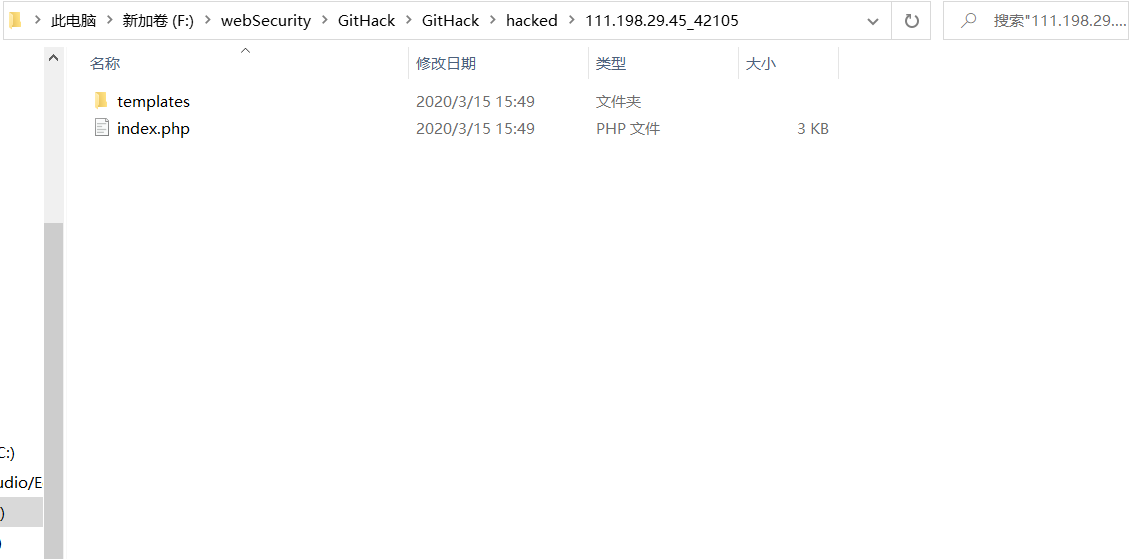 此电脑 新加卷 (F:) webSecurity GitHack GitHack hacked 111.198.29.45_42105 搜索"111.198.29....
名称 修改日期 类型 大小
templates 2020/3/15 15:49 文件夹
index.php 2020/3/15 15:49 PHP 文件 3 KB
C:)
udio/E
)
)